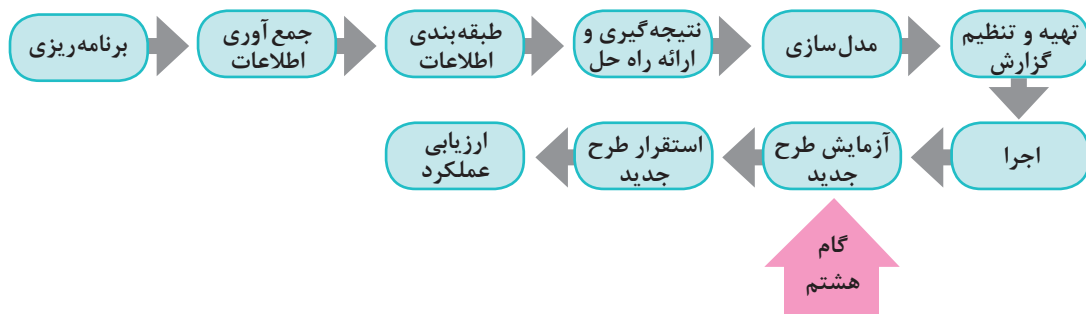 برنامه‌ریزی
جمع‌آوری
اطلاعات
طبقه‌بندی
اطلاعات
نتیجه‌گیری و
ارائه راه حل
مدل‌سازی
تهیه و تنظیم
گزارش
اجرا
آزمایش طرح
جدید
استقرار طرح
جدید
ارزیابی
عملکرد
گام
هشتم